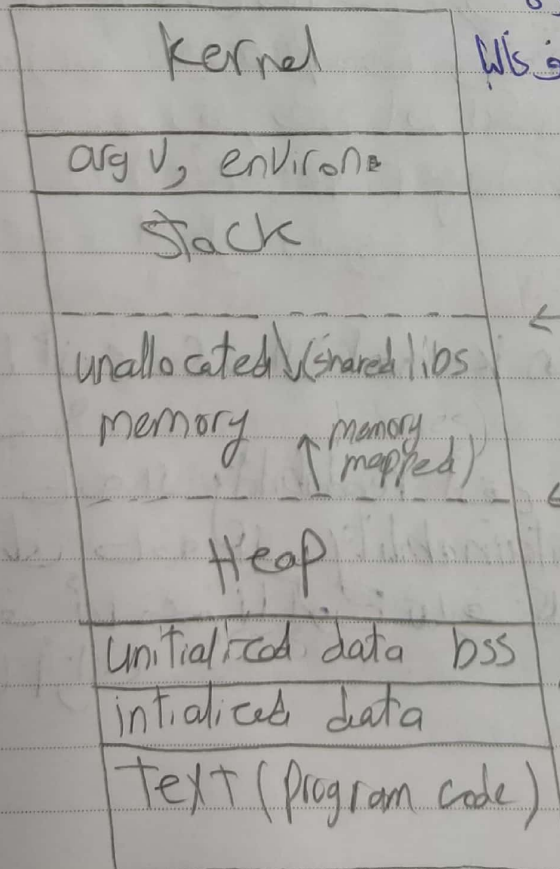 kernel
argv, environ
stack
unallocated (shared libs
memory memory
mapped)
Heap
unitialized data bss
intialized data
Text (program code)